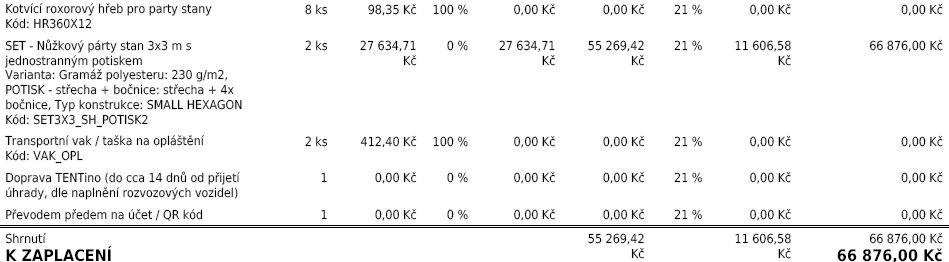 Kotvící roxorový hřeb pro party stany 8 ks 98,35 Kč 100 % 0,00 Kč 0,00 Kč 21 % 0,00 Kč 0,00 Kč
Kód: HR360X12
SET - Nůžkový párty stan 3x3 m s 2 ks 27 634,71 0 % 27 634,71 55 269,42 21 % 11 606,58 66 876,00 Kč
jednostranným potiskem Kč Kč Kč Kč
Varianta: Gramáž polyesteru: 230 g/m2,
POTISK - střecha + bočnice: střecha + 4x
bočnice, Typ konstrukce: SMALL HEXAGON
Kód: SET3X3_SH_POTISK2
Transportní vak / taška na opláštění 2 ks 412,40 Kč 100 % 0,00 Kč 0,00 Kč 21 % 0,00 Kč 0,00 Kč
Kód: VAK_OPL
Doprava TENTino (do cca 14 dnů od přijetí 1 0,00 Kč 0 % 0,00 Kč 0,00 Kč 21 % 0,00 Kč 0,00 Kč
úhrady, dle naplnění rozvozových vozidel)
Převodem předem na účet / QR kód 1 0,00 Kč 0 % 0,00 Kč 0,00 Kč 21 % 0,00 Kč 0,00 Kč
Shrnutí 55 269,42 11 606,58 66 876,00 Kč
K ZAPLACENÍ Kč Kč 66 876,00 Kč